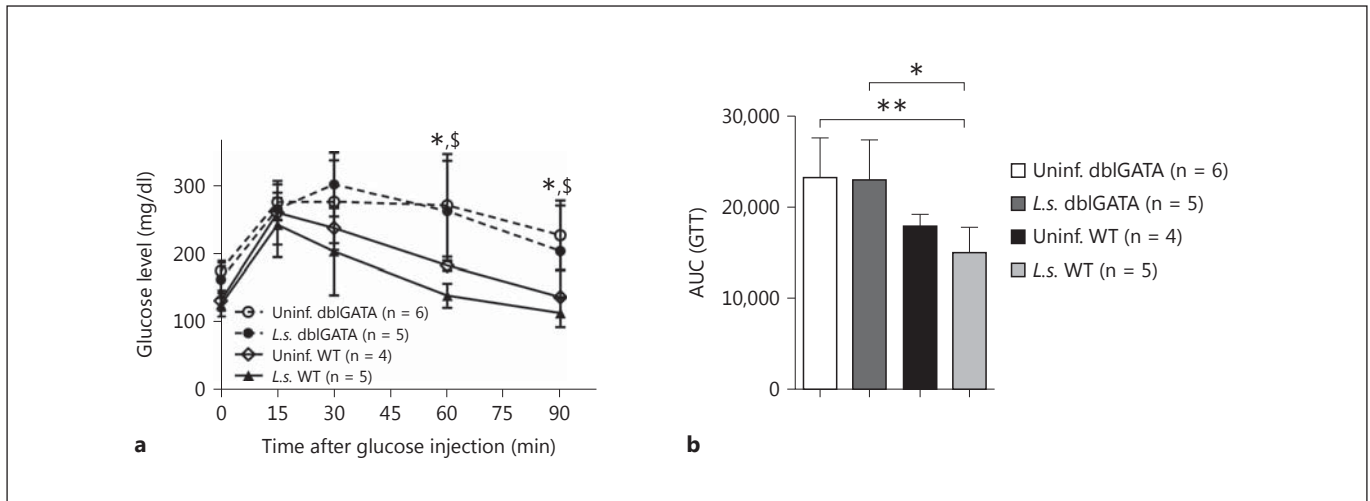 Glucose level (mg/dl)
300
200
100
0
*,$
*,$
Uninf. dblGATA (n = 6)
L.s. dblGATA (n = 5)
Uninf. WT (n = 4)
L.s. WT (n = 5)
0 15 30 45 60 75 90
Time after glucose injection (min)
a
AUC (GTT)
30,000
20,000
10,000
0
*
**
Uninf. dblGATA (n = 6)
L.s. dblGATA (n = 5)
Uninf. WT (n = 4)
L.s. WT (n = 5)
b